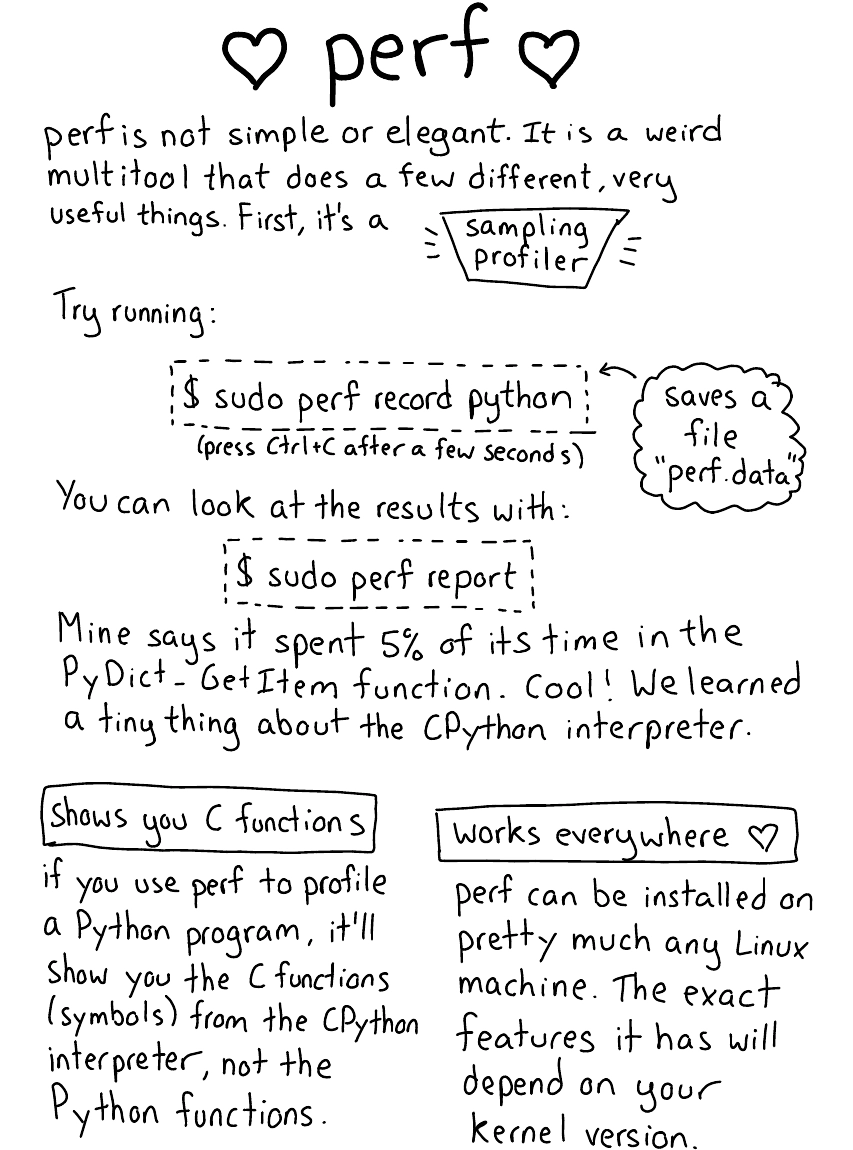 ♡ perf ♡
perf is not simple or elegant. It is a weird
multitool that does a few different, very
useful things. First, it's a
sampling
profiler
Try running:
$ sudo perf record python
(press Ctrl+C after a few seconds)
saves a
file
"perf.data"
You can look at the results with:
$ sudo perf report
Mine says it spent 5% of its time in the
PyDict_GetItem function. Cool! We learned
a tiny thing about the CPython interpreter.
shows you C functions
if you use perf to profile
a Python program, it'll
show you the C functions
(symbols) from the CPython
interpreter, not the
Python functions.
works everywhere ♡
perf can be installed on
pretty much any Linux
machine. The exact
features it has will
depend on your
kernel version.